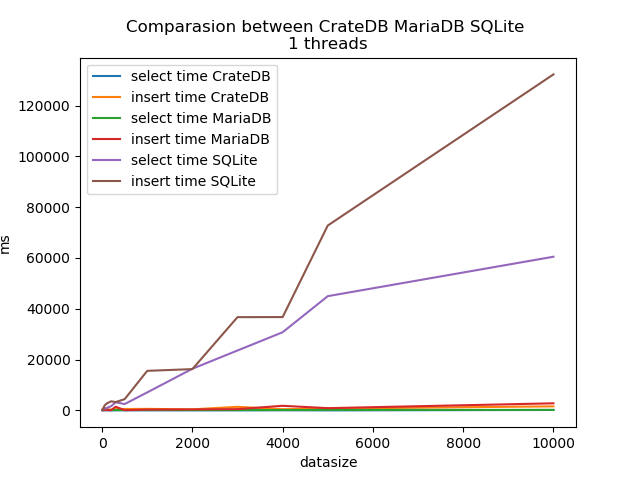 Comparasion between CrateDB MariaDB SQLite
1 threads
select time CrateDB
insert time CrateDB
select time MariaDB
insert time MariaDB
select time SQLite
insert time SQLite
120000
100000
80000
60000
40000
20000
0
ms
0 2000 4000 6000 8000 10000
datasize